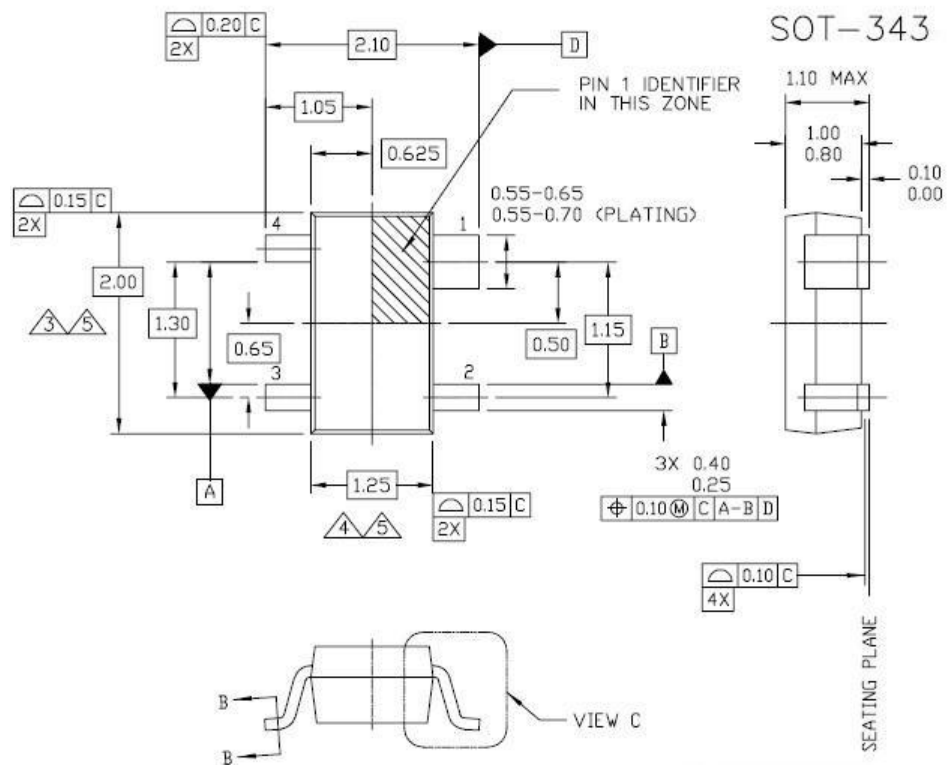 SOT-343
⌓ 0.20 C
2X
2.10
D
1.10 MAX
PIN 1 IDENTIFIER
IN THIS ZONE
1.05
1.00
0.80
0.625
0.10
0.00
⌓ 0.15 C
2X
0.55-0.65
0.55-0.70 (PLATING)
4
1
2.00
3 5
1.30
0.65
0.50
1.15
B
3
2
A
1.25
⌓ 0.15 C
2X
4 5
3X 0.40
0.25
⌖ 0.10 Ⓜ C A-B D
⌓ 0.10 C
4X
SEATING PLANE
B
B
VIEW C